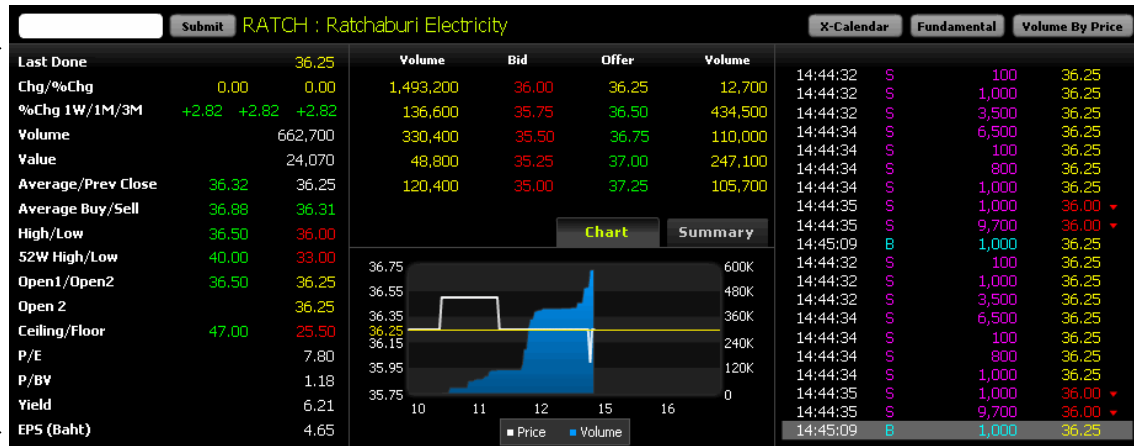 Submit RATCH : Ratchaburi Electricity X-Calendar Fundamental Volume By Price
Last Done 36.25
Chg/%Chg 0.00 0.00
%Chg 1W/1M/3M +2.82 +2.82 +2.82
Volume 662,700
Value 24,070
Average/Prev Close 36.32 36.25
Average Buy/Sell 36.88 36.31
High/Low 36.50 36.00
52W High/Low 40.00 33.00
Open1/Open2 36.50 36.25
Open 2 36.25
Ceiling/Floor 47.00 25.50
P/E 7.80
P/BV 1.18
Yield 6.21
EPS (Baht) 4.65
Volume Bid Offer Volume
1,493,200 36.00 36.25 12,700
136,600 35.75 36.50 434,500
330,400 35.50 36.75 110,000
48,800 35.25 37.00 247,100
120,400 35.00 37.25 105,700
Chart Summary
36.75 600K
36.55 480K
36.35 360K
36.25
36.15 240K
35.95 120K
35.75 0
10 11 12 15 16
Price Volume
14:44:32 S 100 36.25
14:44:32 S 1,000 36.25
14:44:32 S 3,500 36.25
14:44:34 S 6,500 36.25
14:44:34 S 100 36.25
14:44:34 S 800 36.25
14:44:34 S 1,000 36.25
14:44:35 S 1,000 36.00
14:44:35 S 9,700 36.00
14:45:09 B 1,000 36.25
14:44:32 S 100 36.25
14:44:32 S 1,000 36.25
14:44:32 S 3,500 36.25
14:44:34 S 6,500 36.25
14:44:34 S 100 36.25
14:44:34 S 800 36.25
14:44:34 S 1,000 36.25
14:44:35 S 1,000 36.00
14:44:35 S 9,700 36.00
14:45:09 B 1,000 36.25